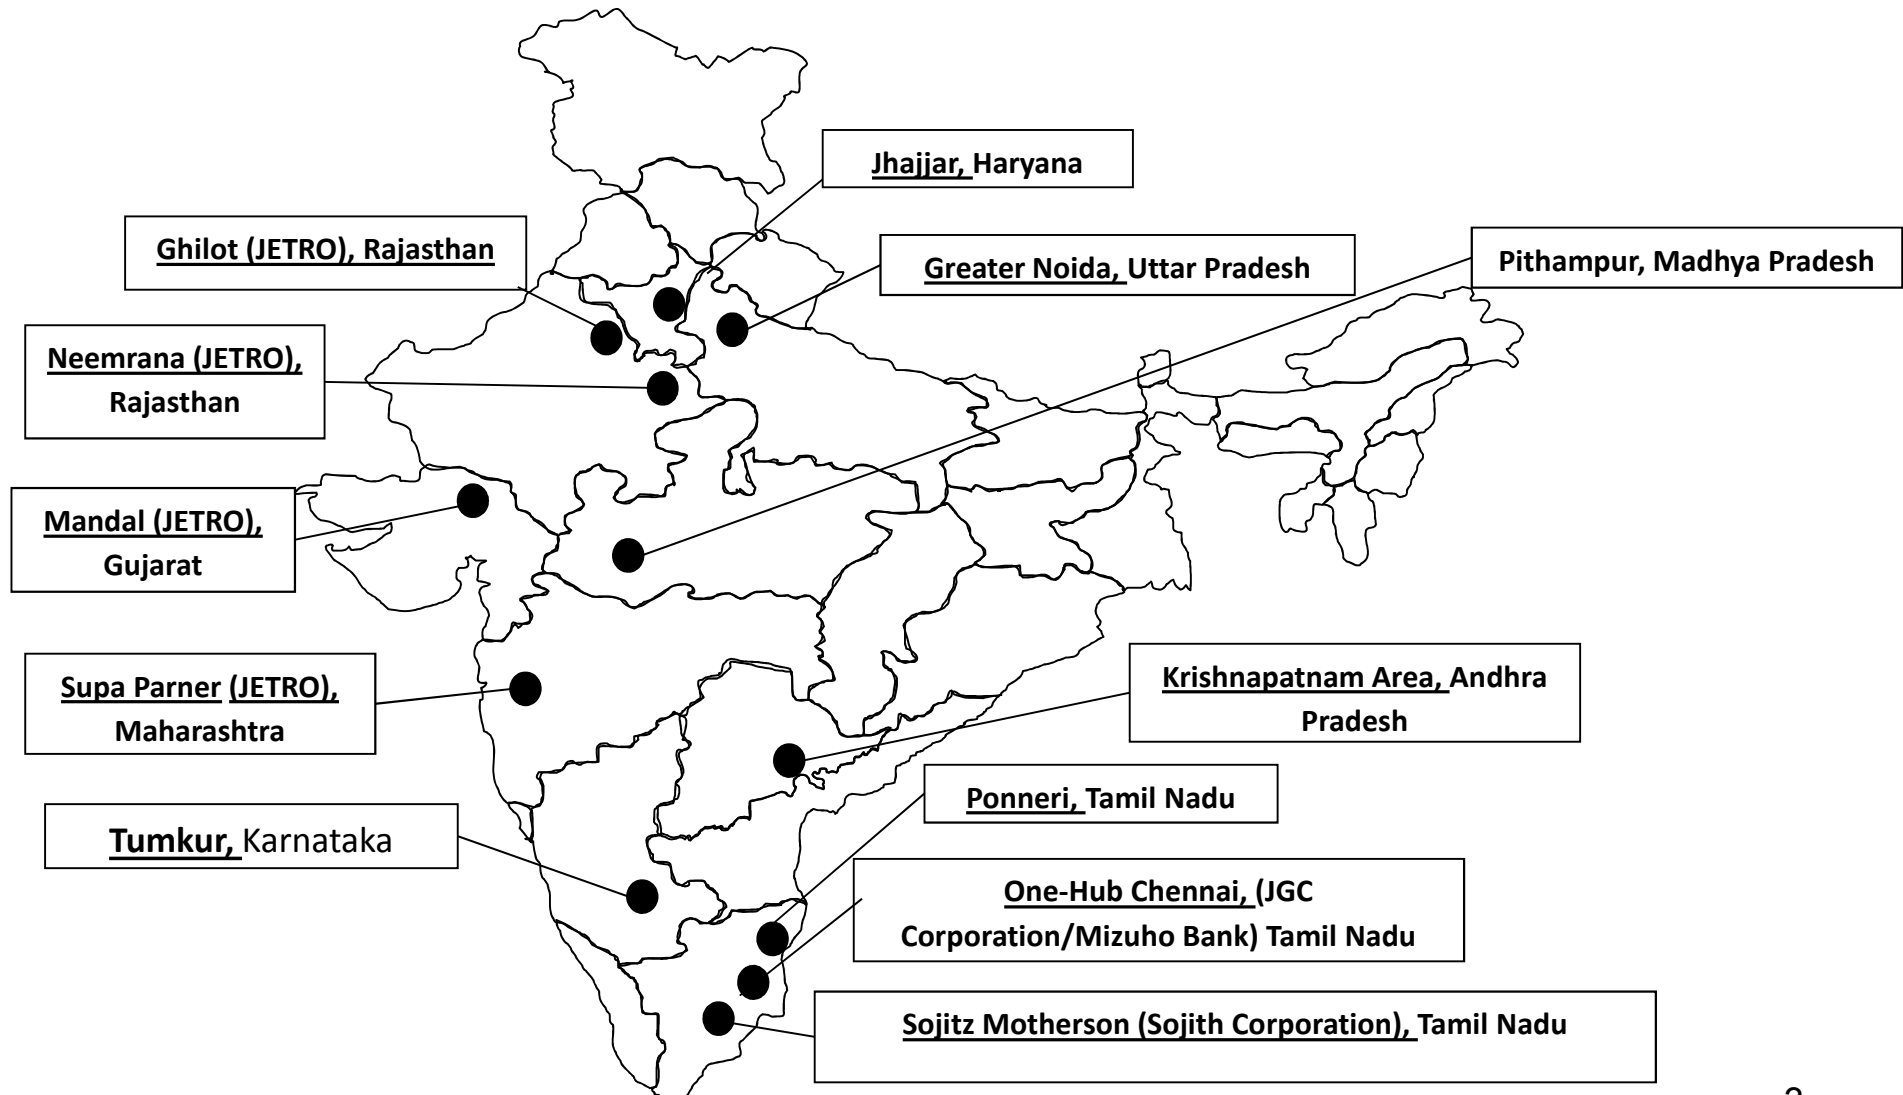 Jhajjar, Haryana
Ghilot (JETRO), Rajasthan
Greater Noida, Uttar Pradesh
Pithampur, Madhya Pradesh
Neemrana (JETRO),
Rajasthan
Mandal (JETRO),
Gujarat
Supa Parner (JETRO),
Maharashtra
Krishnapatnam Area, Andhra
Pradesh
Ponneri, Tamil Nadu
Tumkur, Karnataka
One-Hub Chennai, (JGC
Corporation/Mizuho Bank) Tamil Nadu
Sojitz Motherson (Sojith Corporation), Tamil Nadu